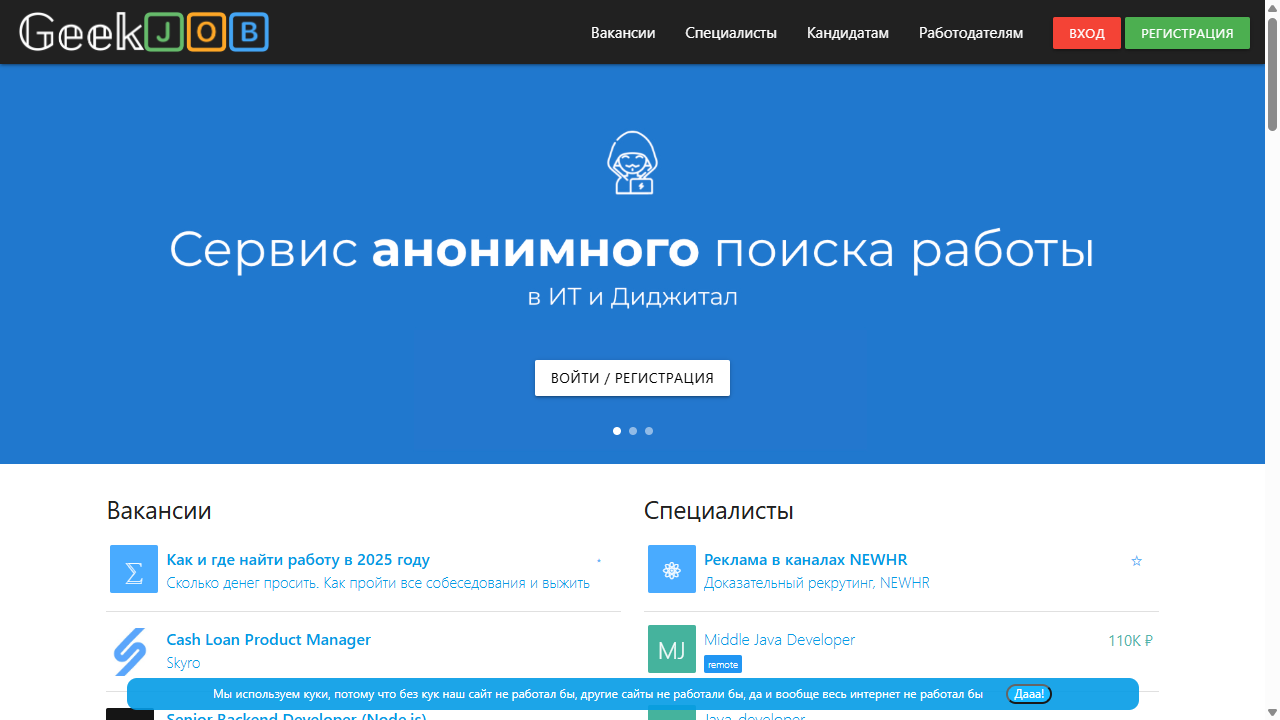 GeekJOB
Вакансии
Специалисты
Кандидатам
Работодателям
ВХОД
РЕГИСТРАЦИЯ
Сервис анонимного поиска работы
в ИТ и Диджитал
ВОЙТИ / РЕГИСТРАЦИЯ
Вакансии
Σ
Как и где найти работу в 2025 году
Сколько денег просить. Как пройти все собеседования и выжить
Cash Loan Product Manager
Skyro
Senior Backend Developer (Node.js)
Специалисты
Реклама в каналах NEWHR
Доказательный рекрутинг, NEWHR
MJ
Middle Java Developer
110K ₽
remote
Java-developer
Мы используем куки, потому что без кук наш сайт не работал бы, другие сайты не работали бы, да и вообще весь интернет не работал бы
Дааа!